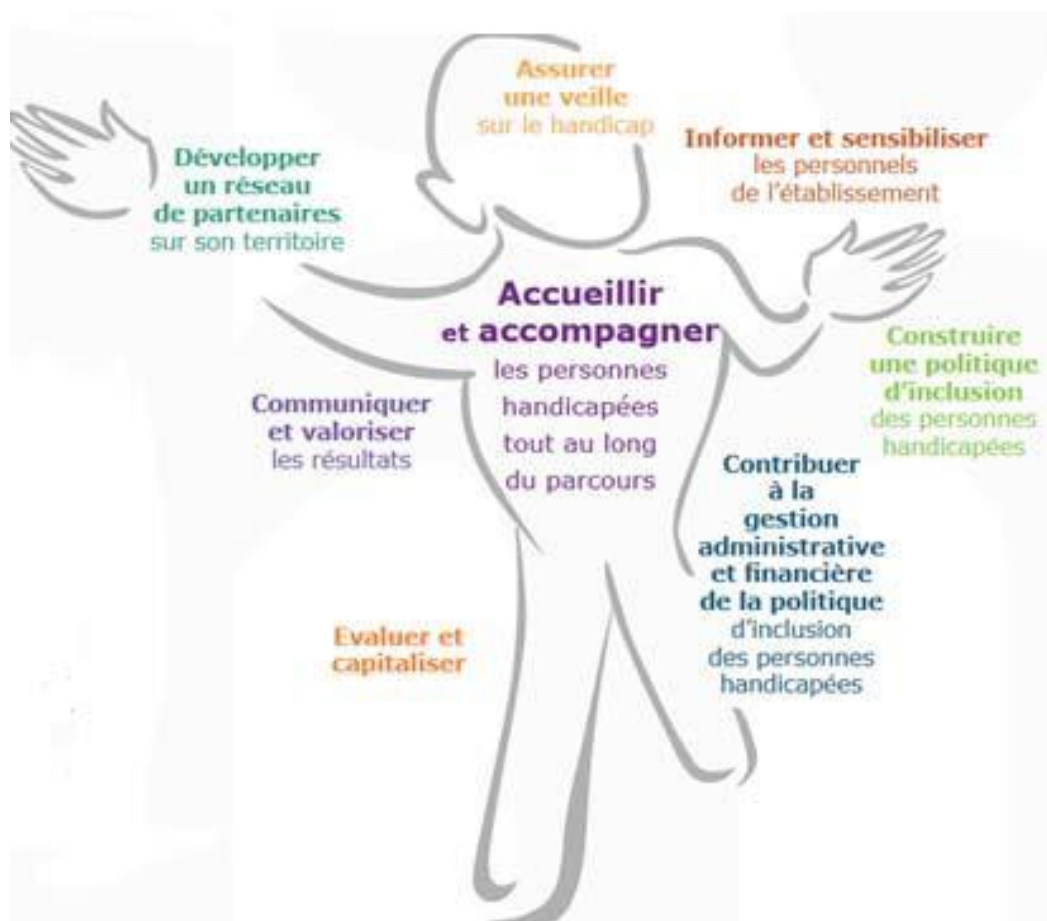 Assurer
une veille
sur le handicap
Informer et sensibiliser
les personnels
de l'établissement
Développer
un réseau
de partenaires
sur son territoire
Accueillir
et accompagner
les personnes
handicapées
tout au long
du parcours
Construire
une politique
d'inclusion
des personnes
handicapées
Communiquer
et valoriser
les résultats
Contribuer
à la
gestion
administrative
et financière
de la politique
d'inclusion
des personnes
handicapées
Evaluer et
capitaliser